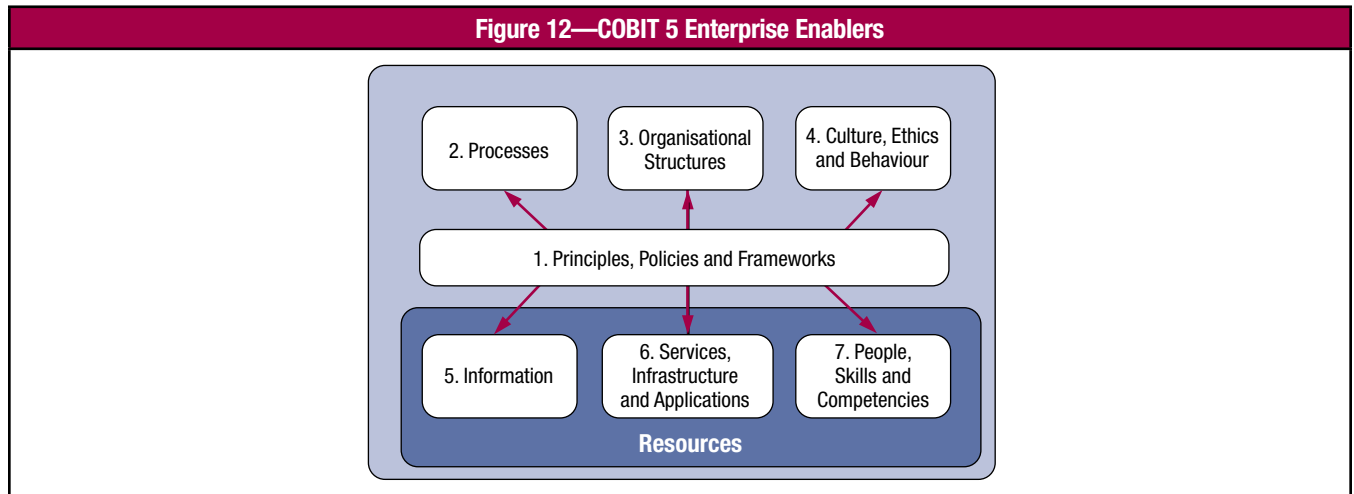 Figure 12—COBIT 5 Enterprise Enablers
2. Processes
3. Organisational
Structures
4. Culture, Ethics
and Behaviour
1. Principles, Policies and Frameworks
5. Information
6. Services,
Infrastructure
and Applications
7. People,
Skills and
Competencies
Resources